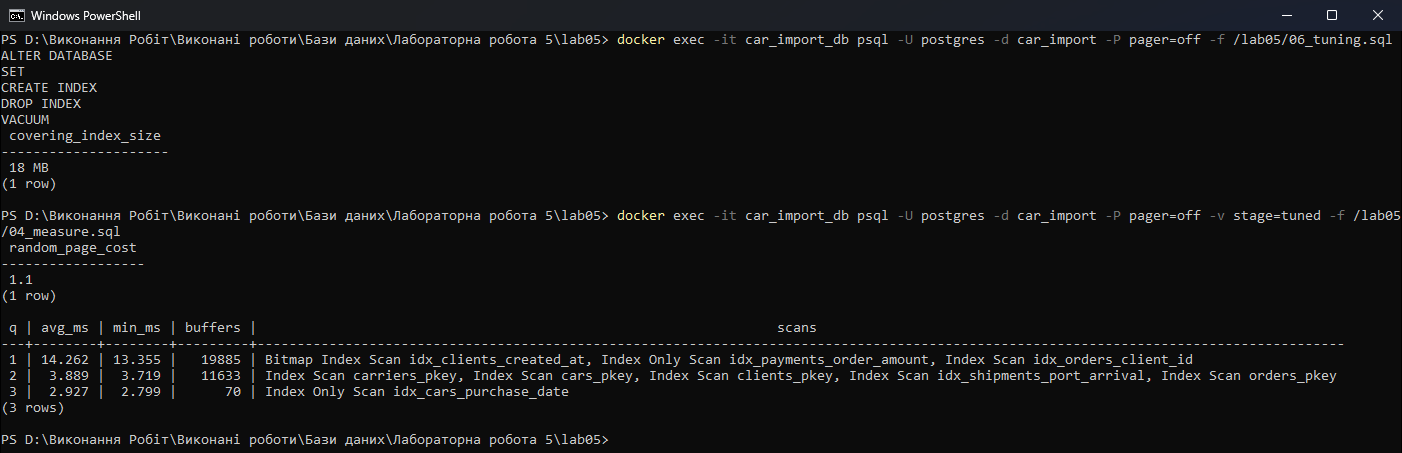 Windows PowerShell
PS D:\Виконання Робіт\Виконані роботи\Бази даних\Лабораторна робота 5\lab05> docker exec -it car_import_db psql -U postgres -d car_import -P pager=off -f /lab05/06_tuning.sql
ALTER DATABASE
SET
CREATE INDEX
DROP INDEX
VACUUM
 covering_index_size
---------------------
 18 MB
(1 row)

PS D:\Виконання Робіт\Виконані роботи\Бази даних\Лабораторна робота 5\lab05> docker exec -it car_import_db psql -U postgres -d car_import -P pager=off -v stage=tuned -f /lab05
/04_measure.sql
 random_page_cost
------------------
 1.1
(1 row)

 q | avg_ms | min_ms | buffers | scans
---+--------+--------+---------+---------------------------------------------------------------------------------------------------------------------------------------
 1 | 14.262 | 13.355 |   19885 | Bitmap Index Scan idx_clients_created_at, Index Only Scan idx_payments_order_amount, Index Scan idx_orders_client_id
 2 |  3.889 |  3.719 |   11633 | Index Scan carriers_pkey, Index Scan cars_pkey, Index Scan clients_pkey, Index Scan idx_shipments_port_arrival, Index Scan orders_pkey
 3 |  2.927 |  2.799 |      70 | Index Only Scan idx_cars_purchase_date
(3 rows)

PS D:\Виконання Робіт\Виконані роботи\Бази даних\Лабораторна робота 5\lab05>